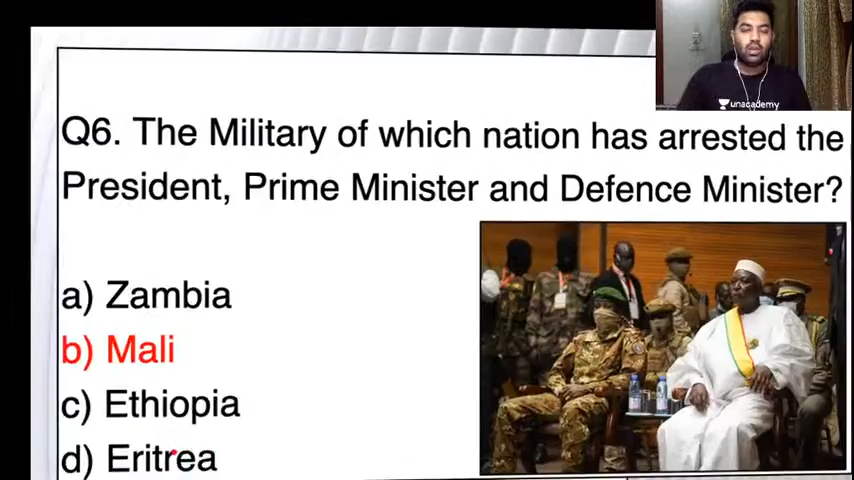 unacademy
Q6. The Military of which nation has arrested the
President, Prime Minister and Defence Minister?
a) Zambia
b) Mali
c) Ethiopia
d) Eritrea